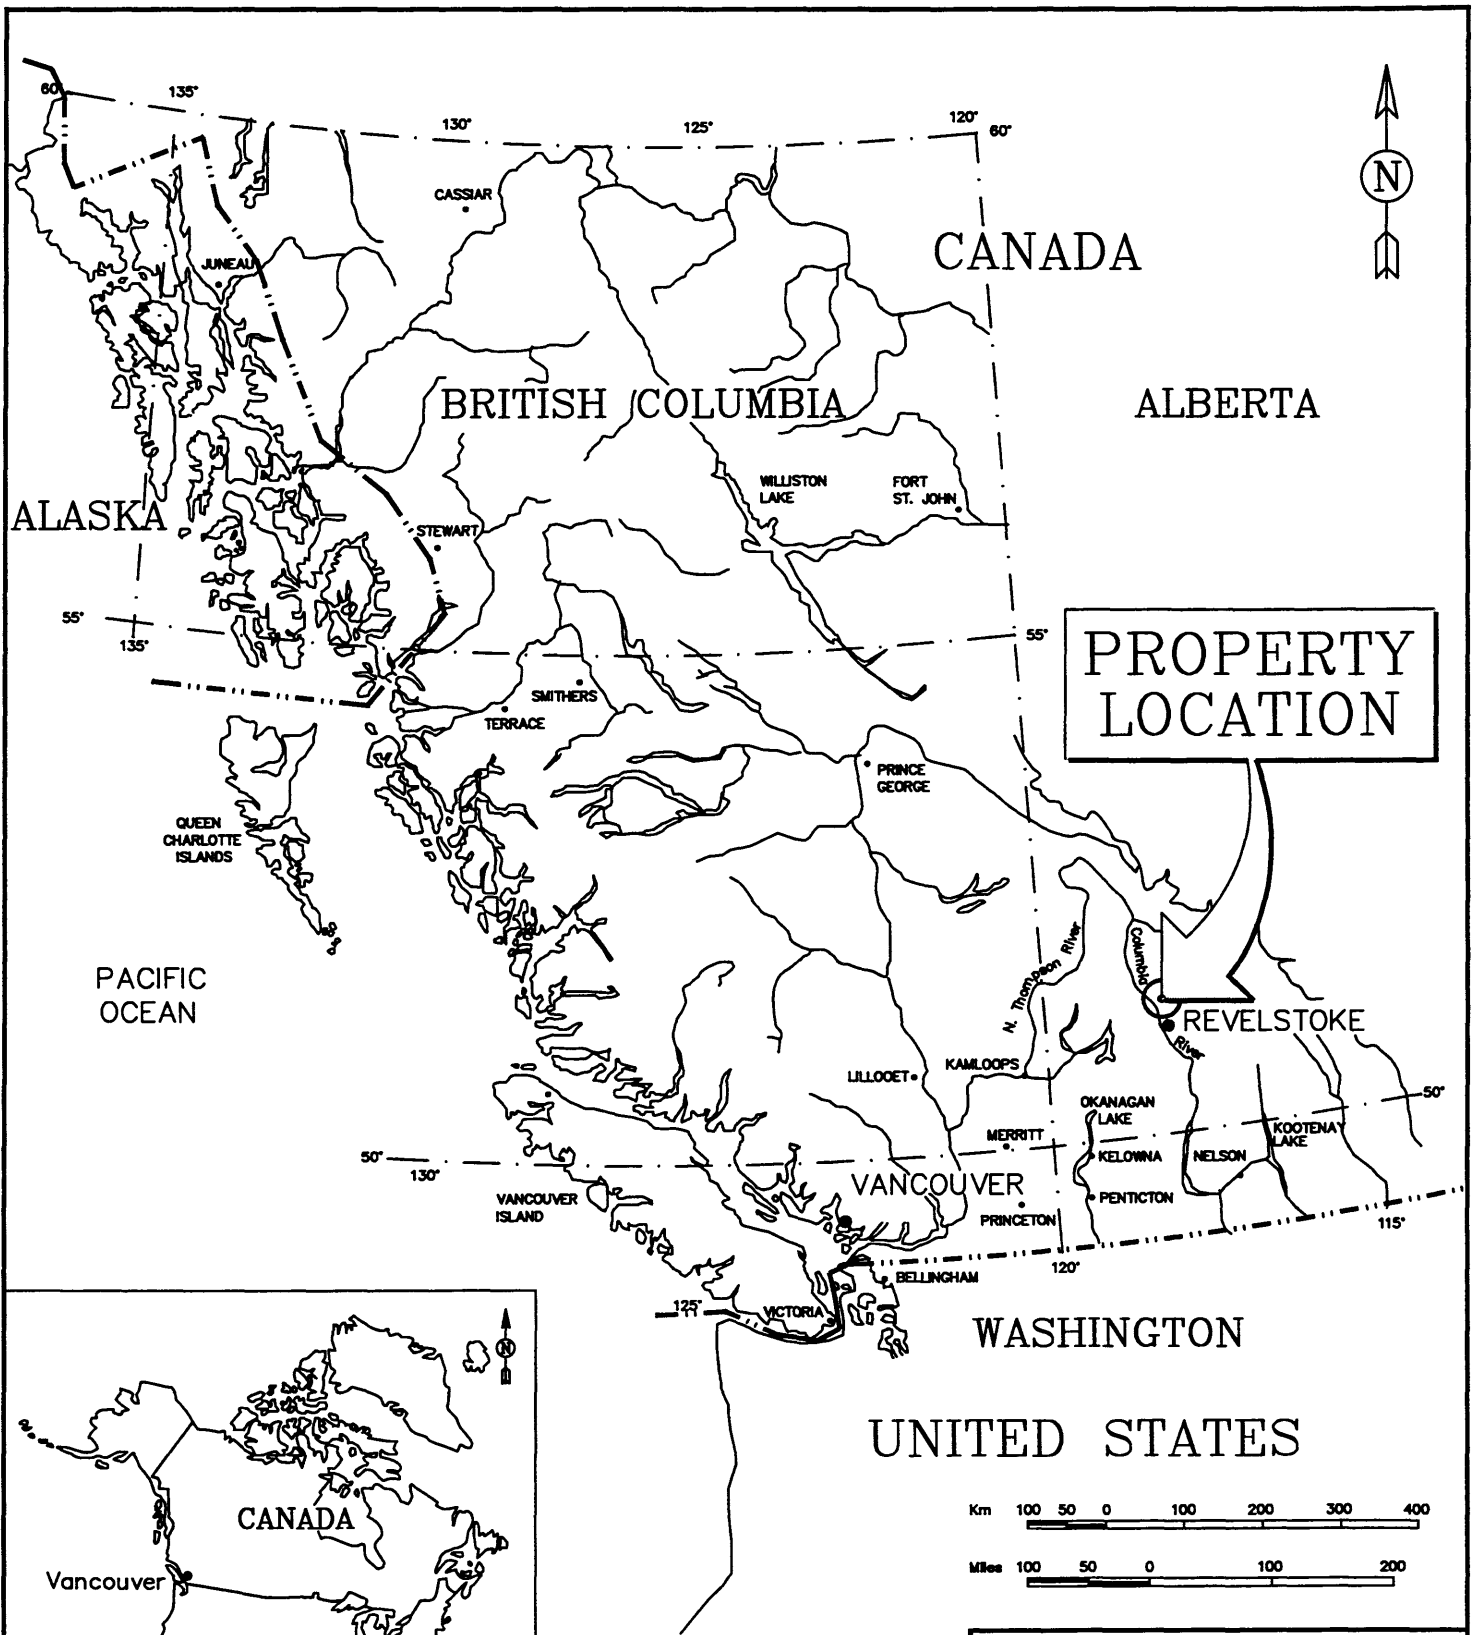 60°
135°
130°
125°
120°
60°
N
CASSIAR
CANADA
JUNEAU
BRITISH COLUMBIA
ALBERTA
WILLISTON
LAKE
FORT
ST. JOHN
ALASKA
STEWART
55°
135°
55°
PROPERTY
LOCATION
SMITHERS
TERRACE
PRINCE
GEORGE
QUEEN
CHARLOTTE
ISLANDS
PACIFIC
OCEAN
N. Thompson River
Columbia
River
REVELSTOKE
LILLOOET
KAMLOOPS
OKANAGAN
LAKE
50°
MERRITT
KOOTENAY
LAKE
KELOWNA
NELSON
50°
130°
VANCOUVER
ISLAND
VANCOUVER
PENTICTON
PRINCETON
115°
120°
BELLINGHAM
125°
VICTORIA
WASHINGTON
UNITED STATES
N
CANADA
Vancouver
Km 100 50 0 100 200 300 400
Miles 100 50 0 100 200